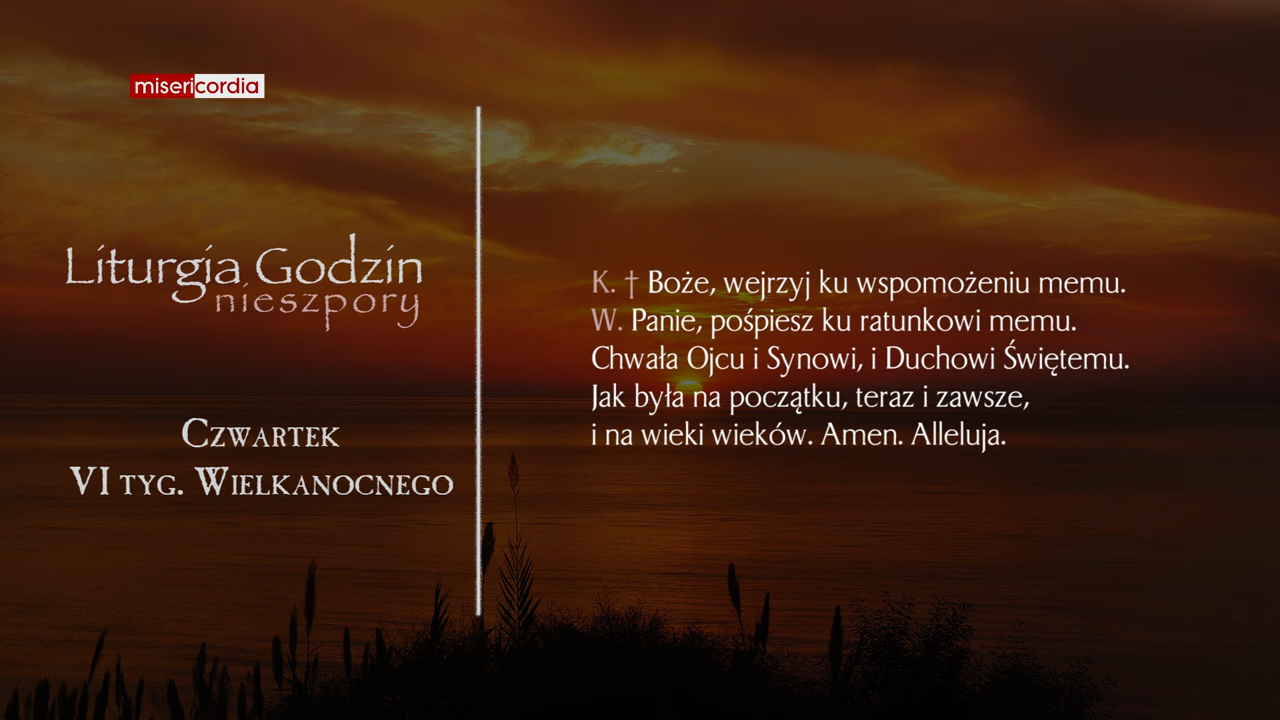 misericordia
Liturgia Godzin
nieszpory
Czwartek
VI tyg. Wielkanocnego
K. † Boże, wejrzyj ku wspomożeniu memu.
W. Panie, pośpiesz ku ratunkowi memu.
Chwała Ojcu i Synowi, i Duchowi Świętemu.
Jak była na początku, teraz i zawsze,
i na wieki wieków. Amen. Alleluja.